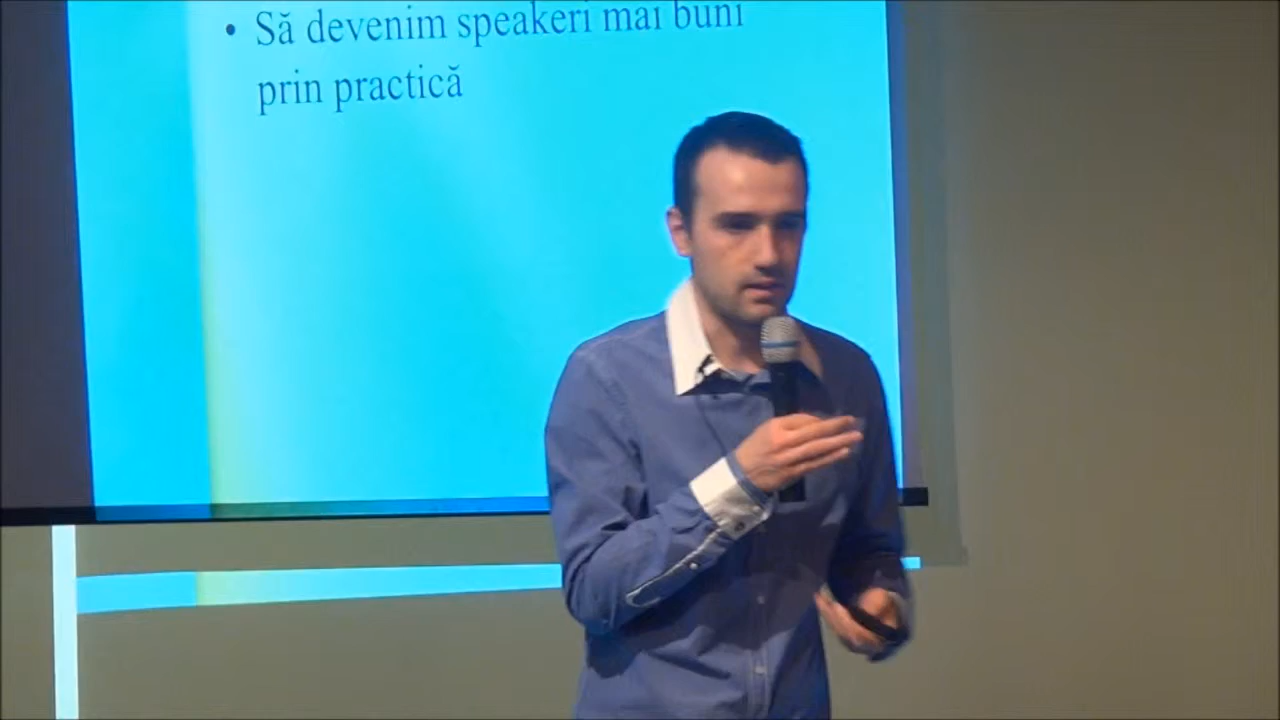 • Să devenim speakeri mai buni
prin practică